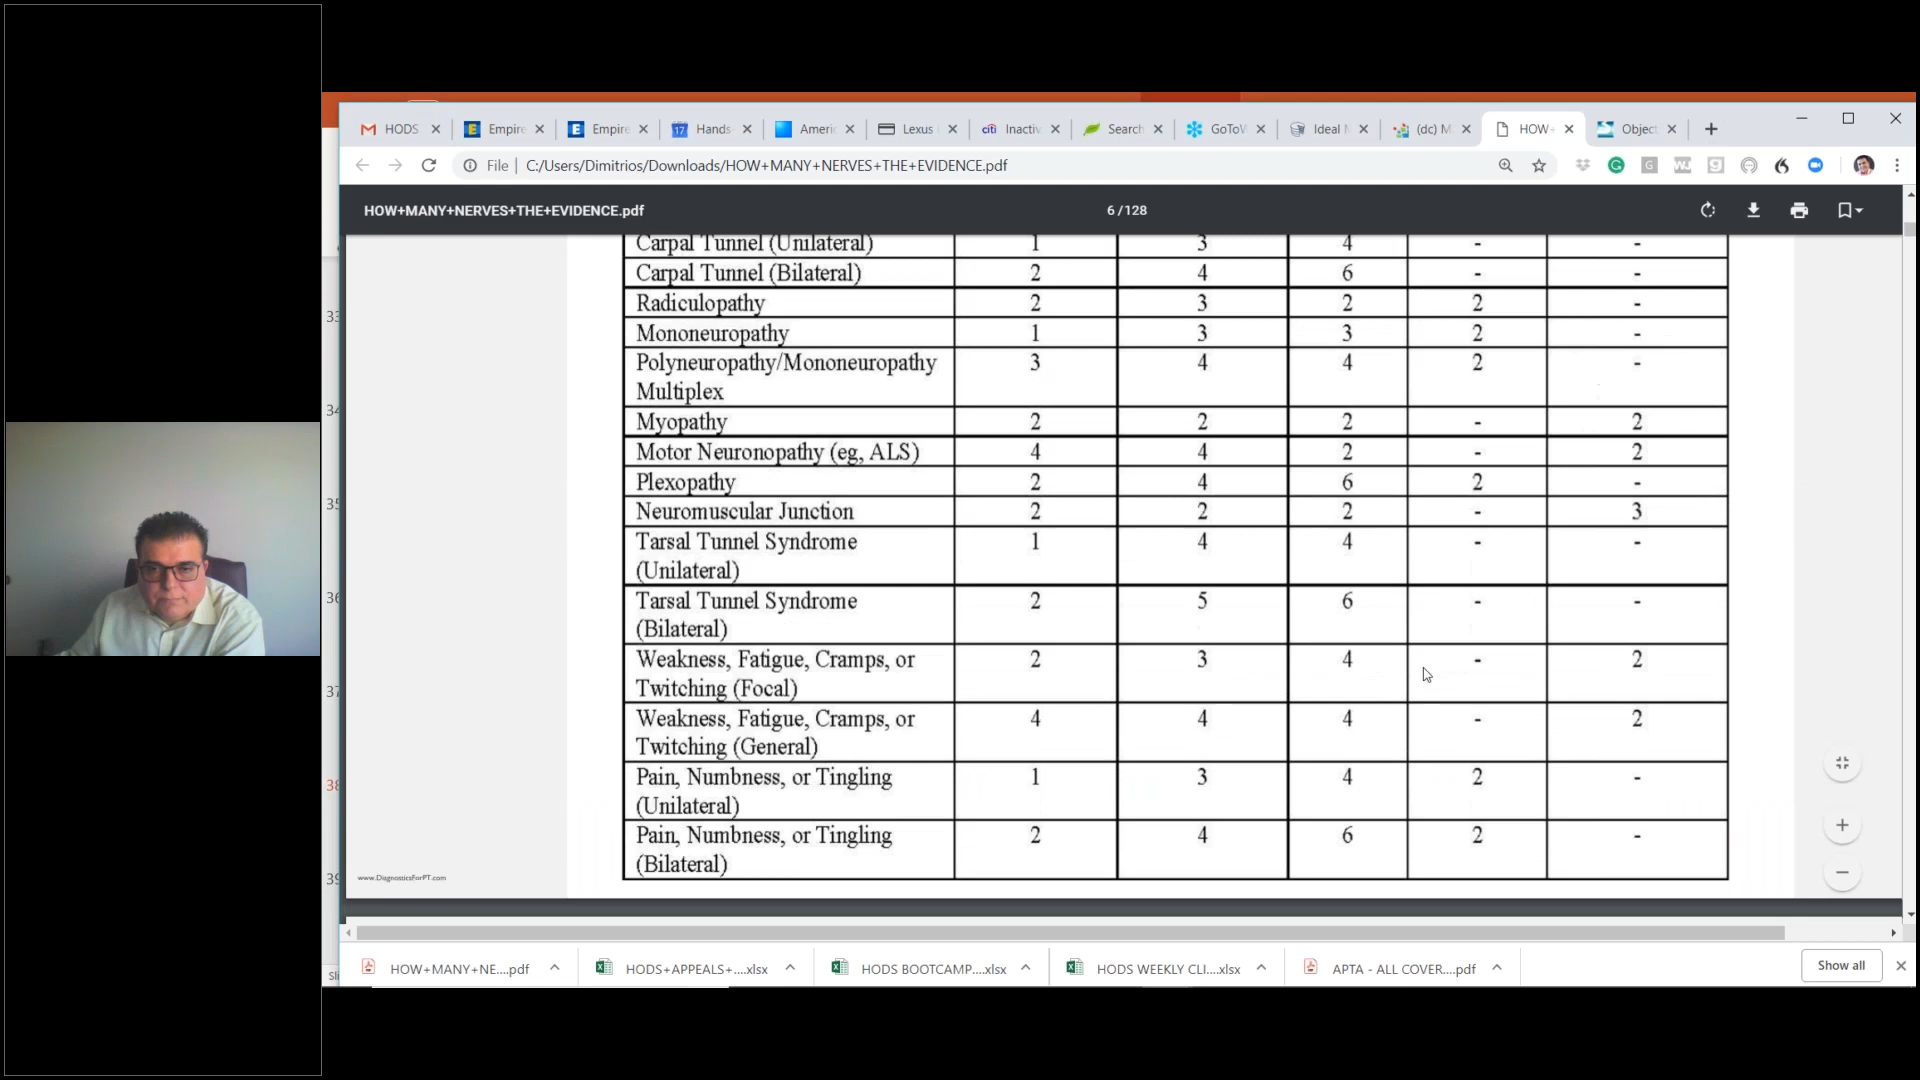 HODS
Empire
Empire
Hands-
Ameri
Lexus
citi Inactiv
Search
GoToW
Ideal
(dc) M
HOW+
Object
File | C:/Users/Dimitrios/Downloads/HOW+MANY+NERVES+THE+EVIDENCE.pdf
HOW+MANY+NERVES+THE+EVIDENCE.pdf 6 / 128
Carpal Tunnel (Unilateral) 1 3 4 - -
Carpal Tunnel (Bilateral) 2 4 6 - -
Radiculopathy 2 3 2 2 -
Mononeuropathy 1 3 3 2 -
Polyneuropathy/Mononeuropathy 3 4 4 2 -
Multiplex
Myopathy 2 2 2 - 2
Motor Neuronopathy (eg, ALS) 4 4 2 - 2
Plexopathy 2 4 6 2 -
Neuromuscular Junction 2 2 2 - 3
Tarsal Tunnel Syndrome 1 4 4 - -
(Unilateral)
Tarsal Tunnel Syndrome 2 5 6 - -
(Bilateral)
Weakness, Fatigue, Cramps, or 2 3 4 - 2
Twitching (Focal)
Weakness, Fatigue, Cramps, or 4 4 4 - 2
Twitching (General)
Pain, Numbness, or Tingling 1 3 4 2 -
(Unilateral)
Pain, Numbness, or Tingling 2 4 6 2 -
(Bilateral)
www.DiagnosticsForPT.com
HOW+MANY+NE....pdf
HODS+APPEALS+....xlsx
HODS BOOTCAMP....xlsx
HODS WEEKLY CLI....xlsx
APTA - ALL COVER....pdf
Show all